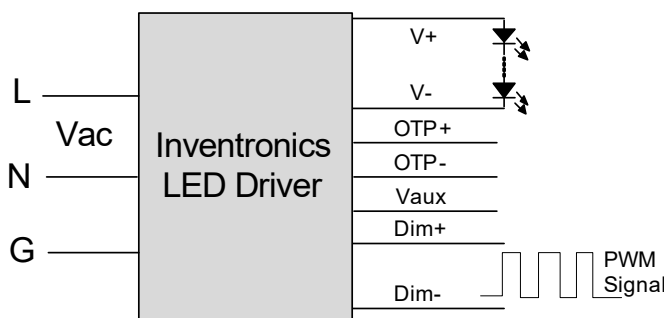 L
Vac
N
G
Inventronics
LED Driver
V+
V-
OTP+
OTP-
Vaux
Dim+
Dim-
PWM
Signal